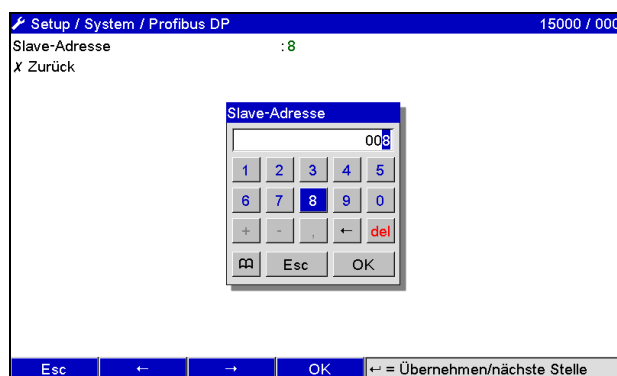 Setup / System / Profibus DP 15000 / 000
Slave-Adresse :8
X Zurück
Slave-Adresse
008
1 2 3 4 5
6 7 8 9 0
+ - , ← del
Esc OK
Esc ← → OK ↩ = Übernehmen/nächste Stelle